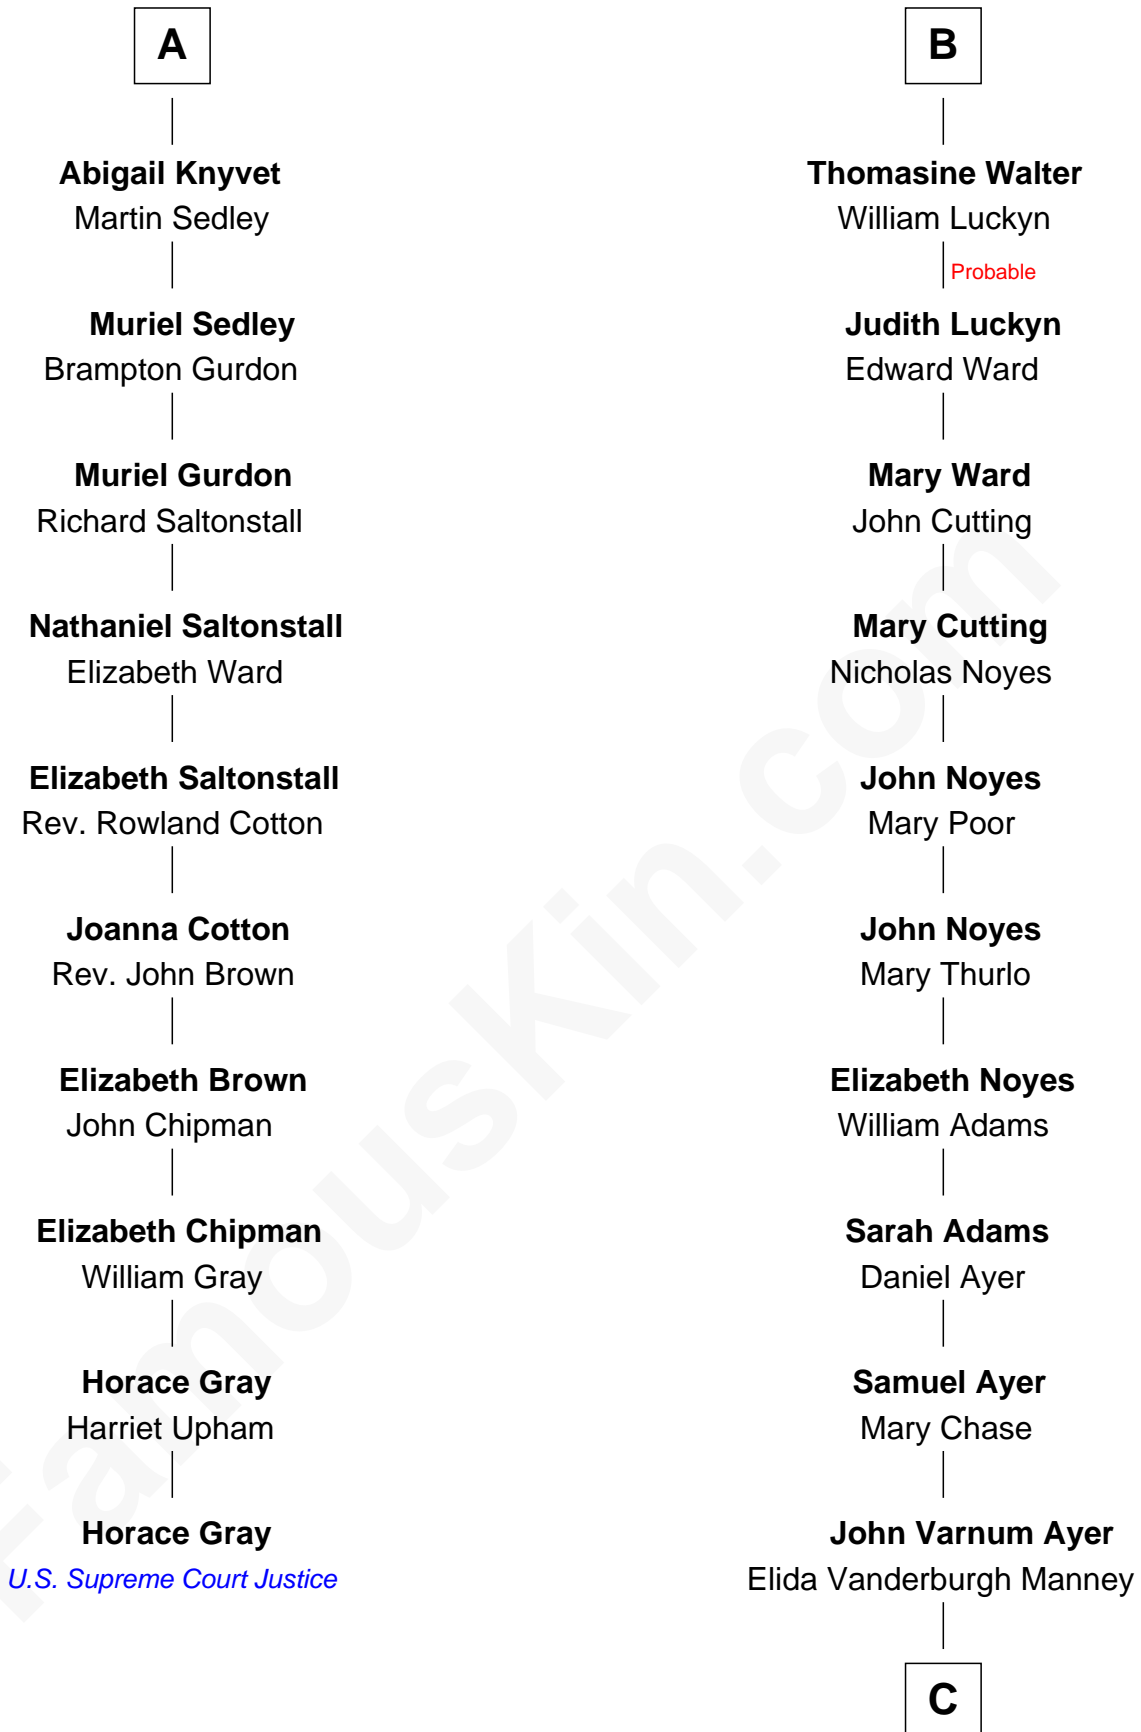 A
Abigail Knyvet
Martin Sedley
Muriel Sedley
Brampton Gurdon
Muriel Gurdon
Richard Saltonstall
Nathaniel Saltonstall
Elizabeth Ward
Elizabeth Saltonstall
Rev. Rowland Cotton
Joanna Cotton
Rev. John Brown
Elizabeth Brown
John Chipman
Elizabeth Chipman
William Gray
Horace Gray
Harriet Upham
Horace Gray
U.S. Supreme Court Justice
B
Thomasine Walter
William Luckyn
Probable
Judith Luckyn
Edward Ward
Mary Ward
John Cutting
Mary Cutting
Nicholas Noyes
John Noyes
Mary Poor
John Noyes
Mary Thurlo
Elizabeth Noyes
William Adams
Sarah Adams
Daniel Ayer
Samuel Ayer
Mary Chase
John Varnum Ayer
Elida Vanderburgh Manney
C
FamousKin.com